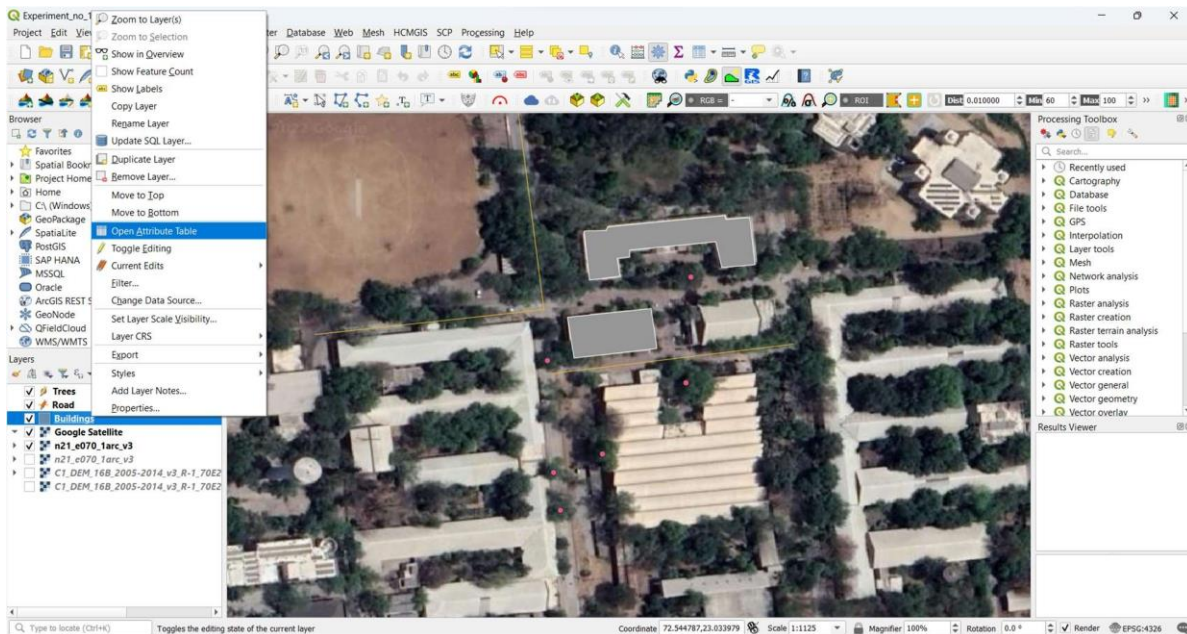 Experiment_no_1
Project Edit Vie
Database Web Mesh HCMGIS SCP Processing Help
Zoom to Layer(s)
Zoom to Selection
Show in Overview
Show Feature Count
Show Labels
Copy Layer
Rename Layer
Update SQL Layer...
Duplicate Layer
Remove Layer...
Move to Top
Move to Bottom
Open Attribute Table
Toggle Editing
Current Edits
Filter...
Change Data Source...
Set Layer Scale Visibility...
Layer CRS
Export
Styles
Add Layer Notes...
Properties...
RGB = -
ROI
Dist 0.010000
Min 60
Max 100
Browser
Favorites
Spatial Bookr
Project Home
Home
C:\ (Windows
GeoPackage
SpatiaLite
PostGIS
SAP HANA
MSSQL
Oracle
ArcGIS REST S
GeoNode
QFieldCloud
WMS/WMTS
Layers
Trees
Road
Buildings
Google Satellite
n21_e070_1arc_v3
n21_e070_1arc_v3
C1_DEM_16B_2005-2014_v3_R-1_70E2
C1_DEM_16B_2005-2014_v3_R-1_70E2
Processing Toolbox
Search...
Recently used
Cartography
Database
File tools
GPS
Interpolation
Layer tools
Mesh
Network analysis
Plots
Raster analysis
Raster creation
Raster terrain analysis
Raster tools
Vector analysis
Vector creation
Vector general
Vector geometry
Vector overlay
Results Viewer
Type to locate (Ctrl+K)
Toggles the editing state of the current layer
Coordinate 72.544787,23.033979
Scale 1:1125
Magnifier 100%
Rotation 0.0 °
Render
EPSG:4326